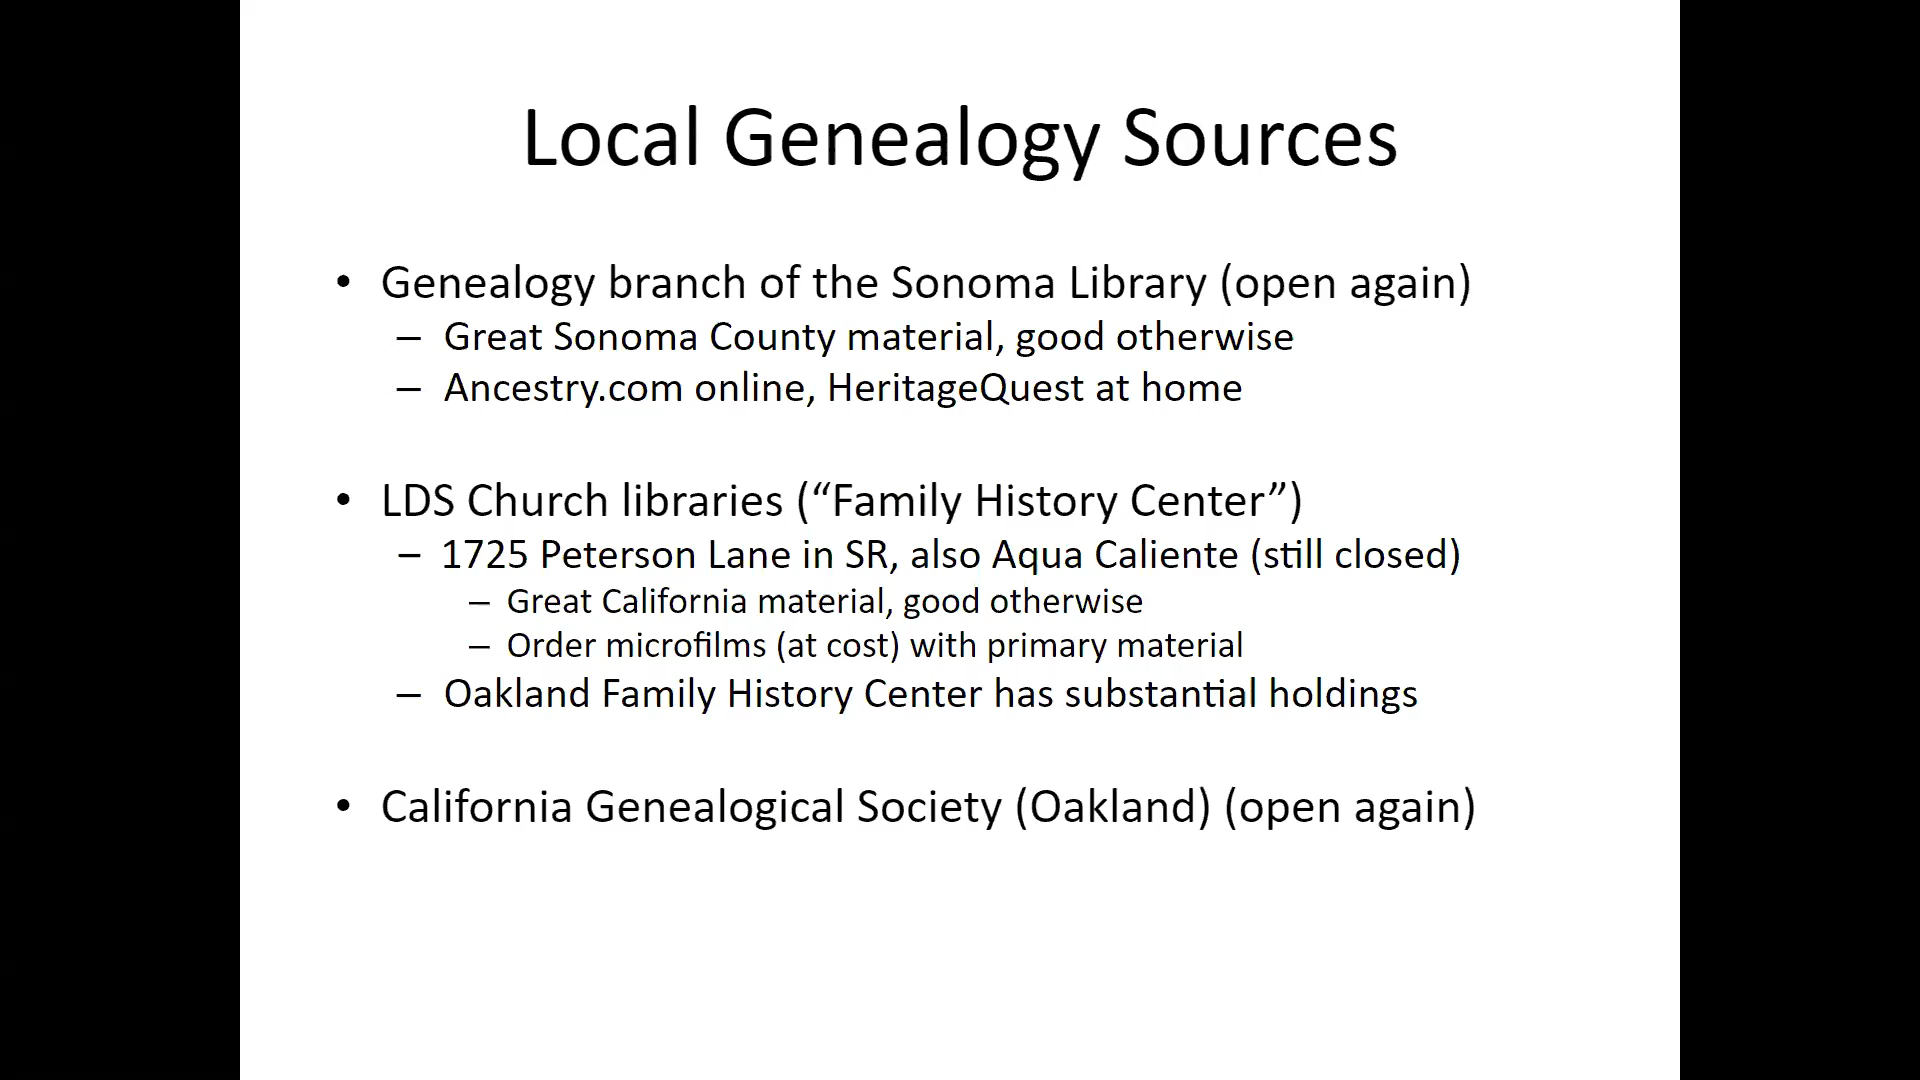 Local Genealogy Sources
• Genealogy branch of the Sonoma Library (open again)
– Great Sonoma County material, good otherwise
– Ancestry.com online, HeritageQuest at home
• LDS Church libraries (“Family History Center”)
– 1725 Peterson Lane in SR, also Aqua Caliente (still closed)
– Great California material, good otherwise
– Order microfilms (at cost) with primary material
– Oakland Family History Center has substantial holdings
• California Genealogical Society (Oakland) (open again)